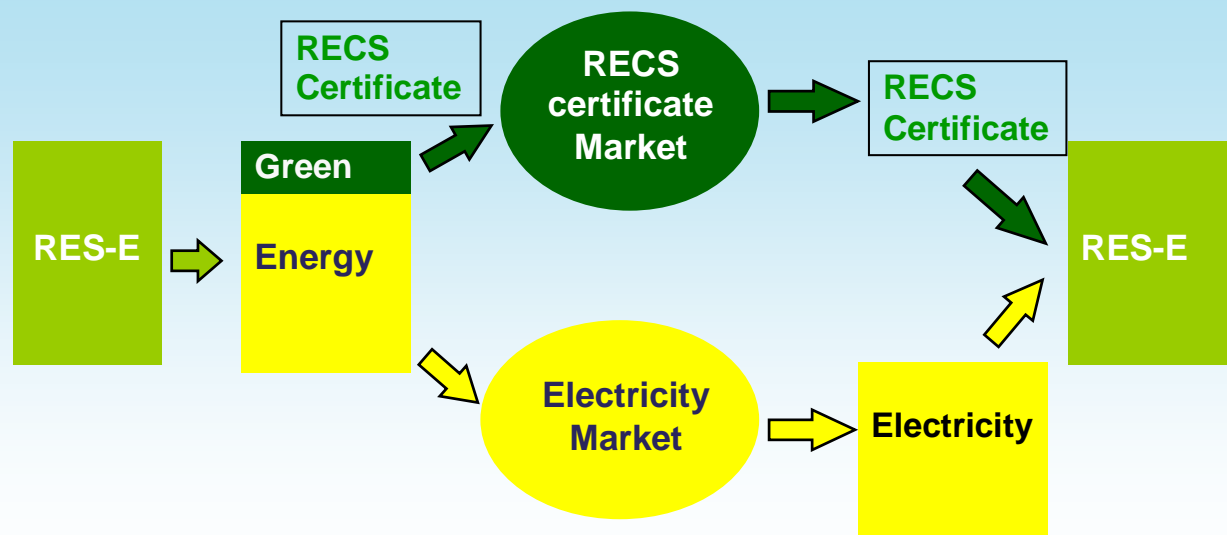 RECS
Certificate
RECS
certificate
Market
RECS
Certificate
Green
RES-E
Energy
RES-E
Electricity
Market
Electricity